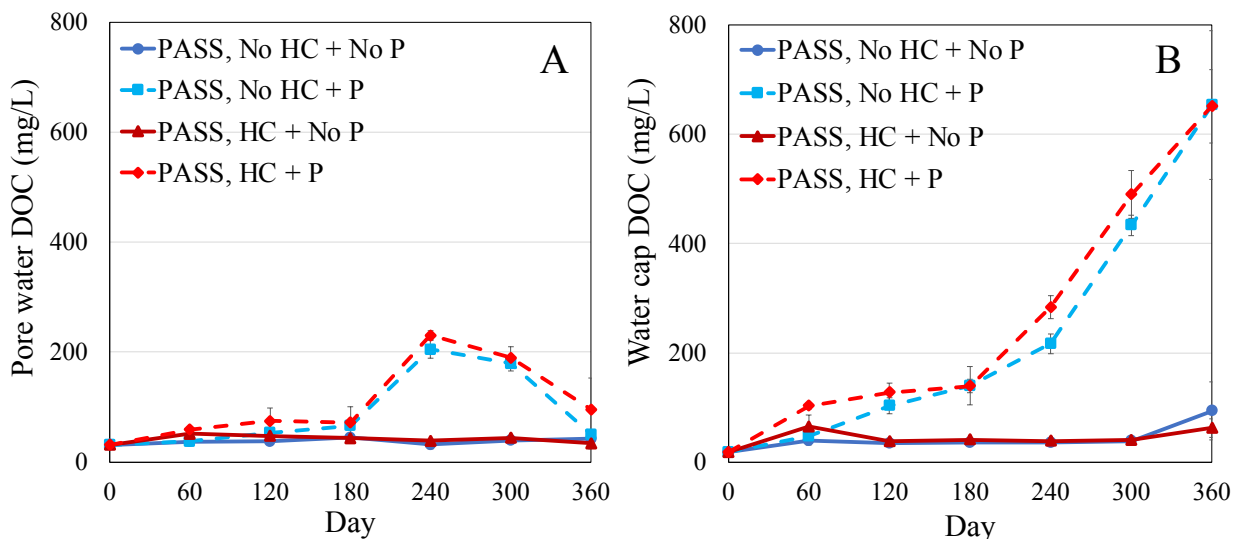 A
PASS, No HC + No P
PASS, No HC + P
PASS, HC + No P
PASS, HC + P
Pore water DOC (mg/L)
800
600
400
200
0
0 60 120 180 240 300 360
Day
B
PASS, No HC + No P
PASS, No HC + P
PASS, HC + No P
PASS, HC + P
Water cap DOC (mg/L)
800
600
400
200
0
0 60 120 180 240 300 360
Day